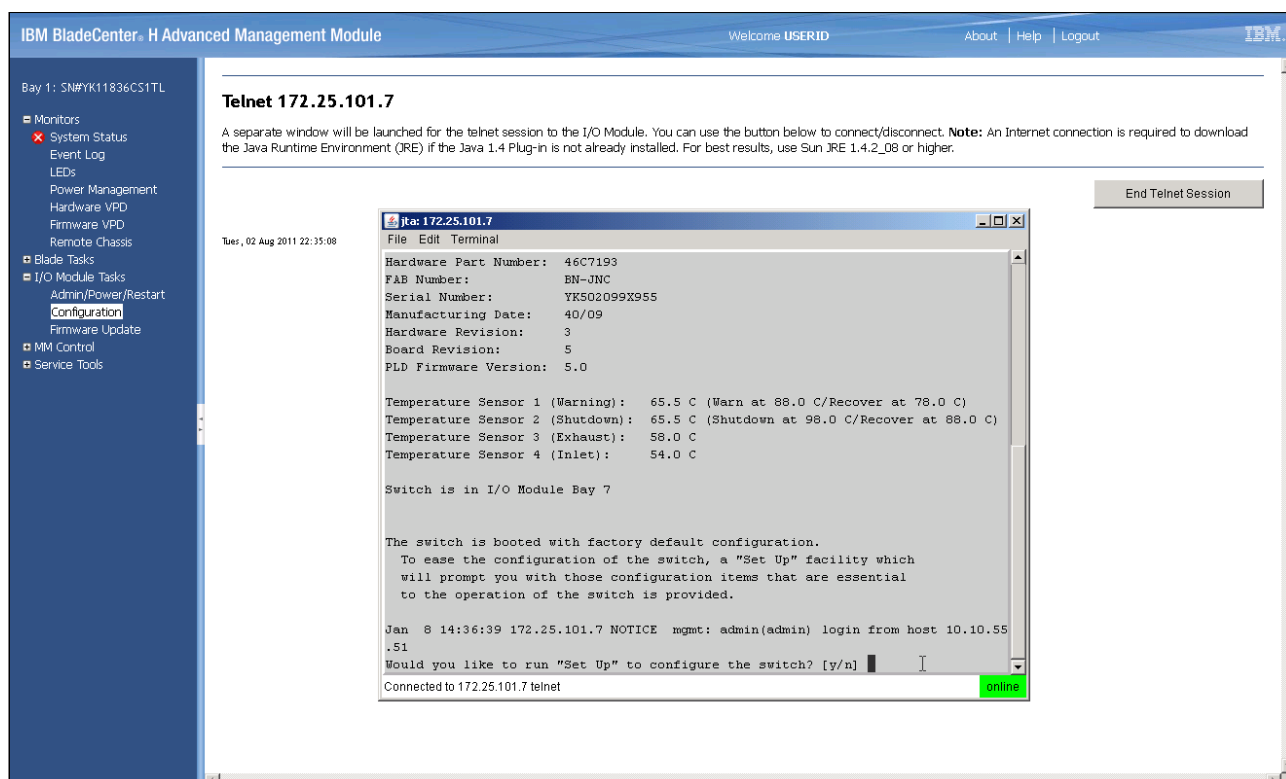 IBM BladeCenter® H Advanced Management Module
Welcome USERID
About | Help | Logout
IBM.
Bay 1: SN#YK11836CS1TL
Monitors
System Status
Event Log
LEDs
Power Management
Hardware VPD
Firmware VPD
Remote Chassis
Blade Tasks
I/O Module Tasks
Admin/Power/Restart
Configuration
Firmware Update
MM Control
Service Tools
Telnet 172.25.101.7
A separate window will be launched for the telnet session to the I/O Module. You can use the button below to connect/disconnect. Note: An Internet connection is required to download
the Java Runtime Environment (JRE) if the Java 1.4 Plug-in is not already installed. For best results, use Sun JRE 1.4.2_08 or higher.
End Telnet Session
Tues, 02 Aug 2011 22:35:08
jta: 172.25.101.7
File Edit Terminal
Hardware Part Number: 46C7193
FAB Number: BN-JNC
Serial Number: YK502099X955
Manufacturing Date: 40/09
Hardware Revision: 3
Board Revision: 5
PLD Firmware Version: 5.0
Temperature Sensor 1 (Warning): 65.5 C (Warn at 88.0 C/Recover at 78.0 C)
Temperature Sensor 2 (Shutdown): 65.5 C (Shutdown at 98.0 C/Recover at 88.0 C)
Temperature Sensor 3 (Exhaust): 58.0 C
Temperature Sensor 4 (Inlet): 54.0 C
Switch is in I/O Module Bay 7
The switch is booted with factory default configuration.
To ease the configuration of the switch, a "Set Up" facility which
will prompt you with those configuration items that are essential
to the operation of the switch is provided.
Jan 8 14:36:39 172.25.101.7 NOTICE mgmt: admin(admin) login from host 10.10.55
.51
Would you like to run "Set Up" to configure the switch? [y/n]
Connected to 172.25.101.7 telnet
online